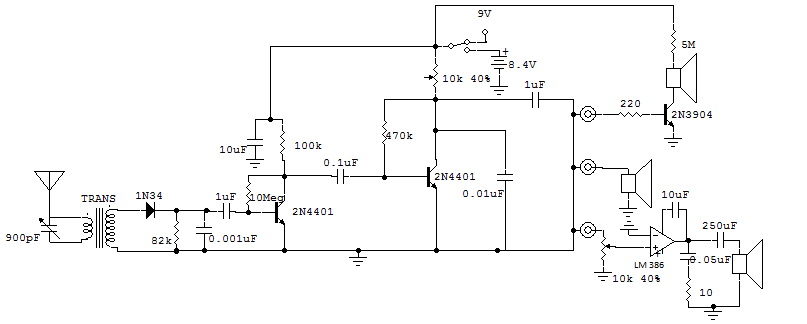 9V
5M
8.4V
10k 40%
1uF
220
2N3904
10uF
100k
470k
0.1uF
2N4401
TRANS
1N34
1uF
10Meg
0.01uF
10uF
2N4401
900pF
82k
0.001uF
250uF
LM 386
0.05uF
10k 40%
10